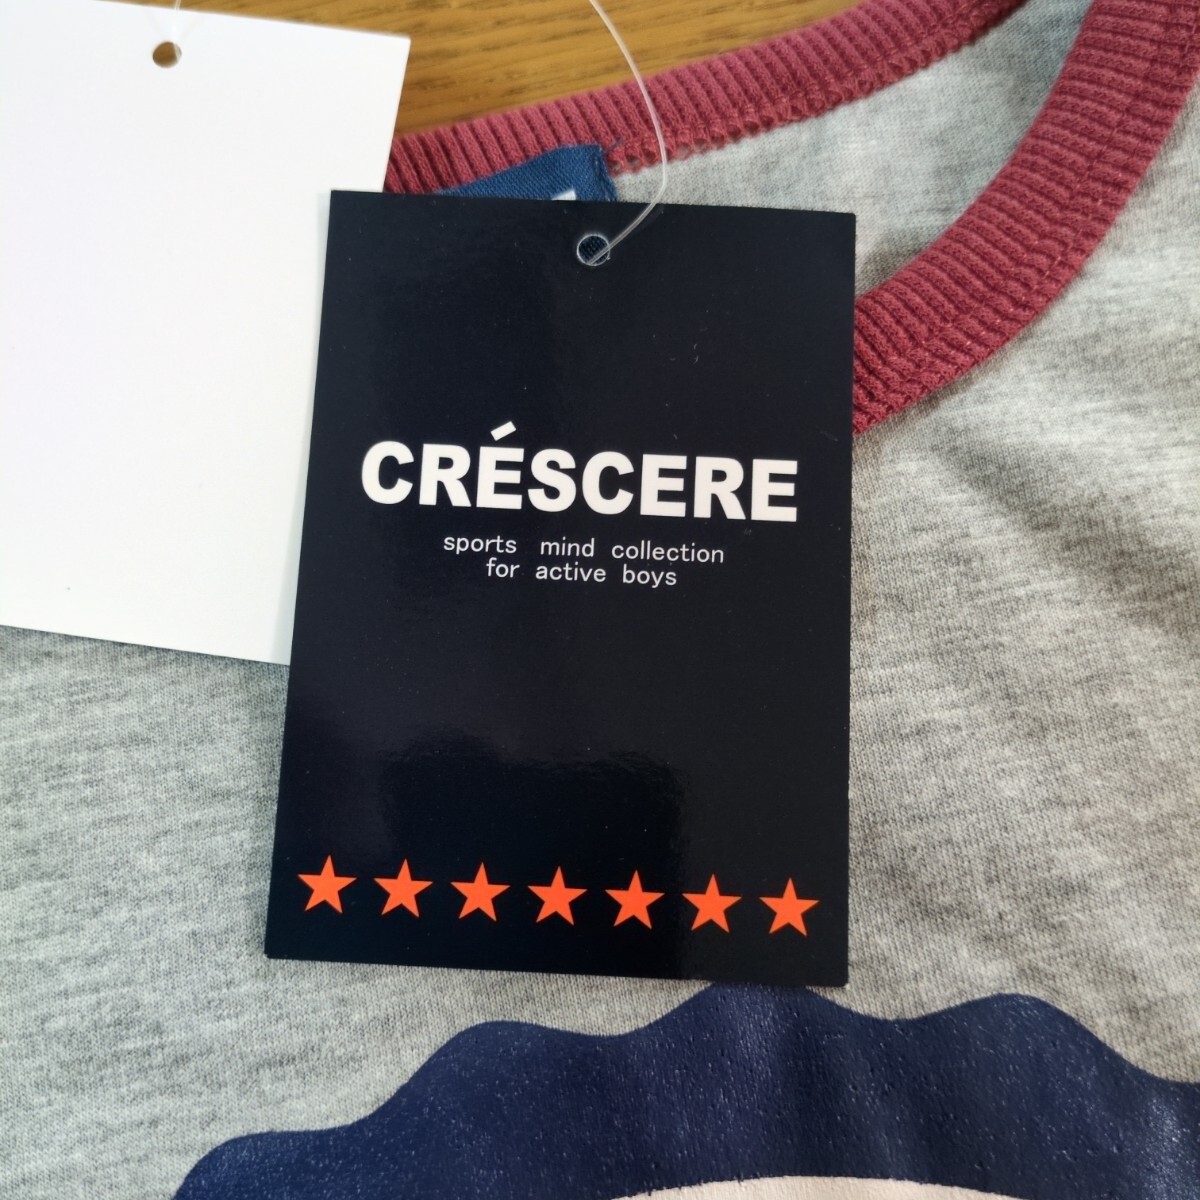 CRÉSCERE
sports mind collection
for active boys